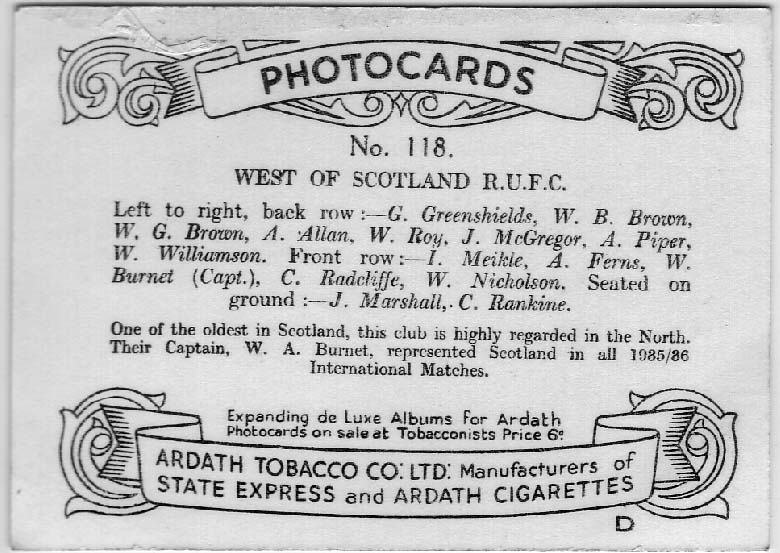 PHOTOCARDS
No. 118.
WEST OF SCOTLAND R.U.F.C.
Left to right, back row :—G. Greenshields, W. B. Brown,
W. G. Brown, A. Allan, W. Roy, J. McGregor, A. Piper,
W. Williamson. Front row :—I. Meikle, A. Ferns, W.
Burnet (Capt.), C. Radcliffe, W. Nicholson. Seated on
ground :—J. Marshall, C. Rankine.
One of the oldest in Scotland, this club is highly regarded in the North.
Their Captain, W. A. Burnet, represented Scotland in all 1935/36
International Matches.
Expanding de Luxe Albums for Ardath
Photocards on sale at Tobacconists Price 6ᵈ
ARDATH TOBACCO CO: LTD: Manufacturers of
STATE EXPRESS and ARDATH CIGARETTES
D